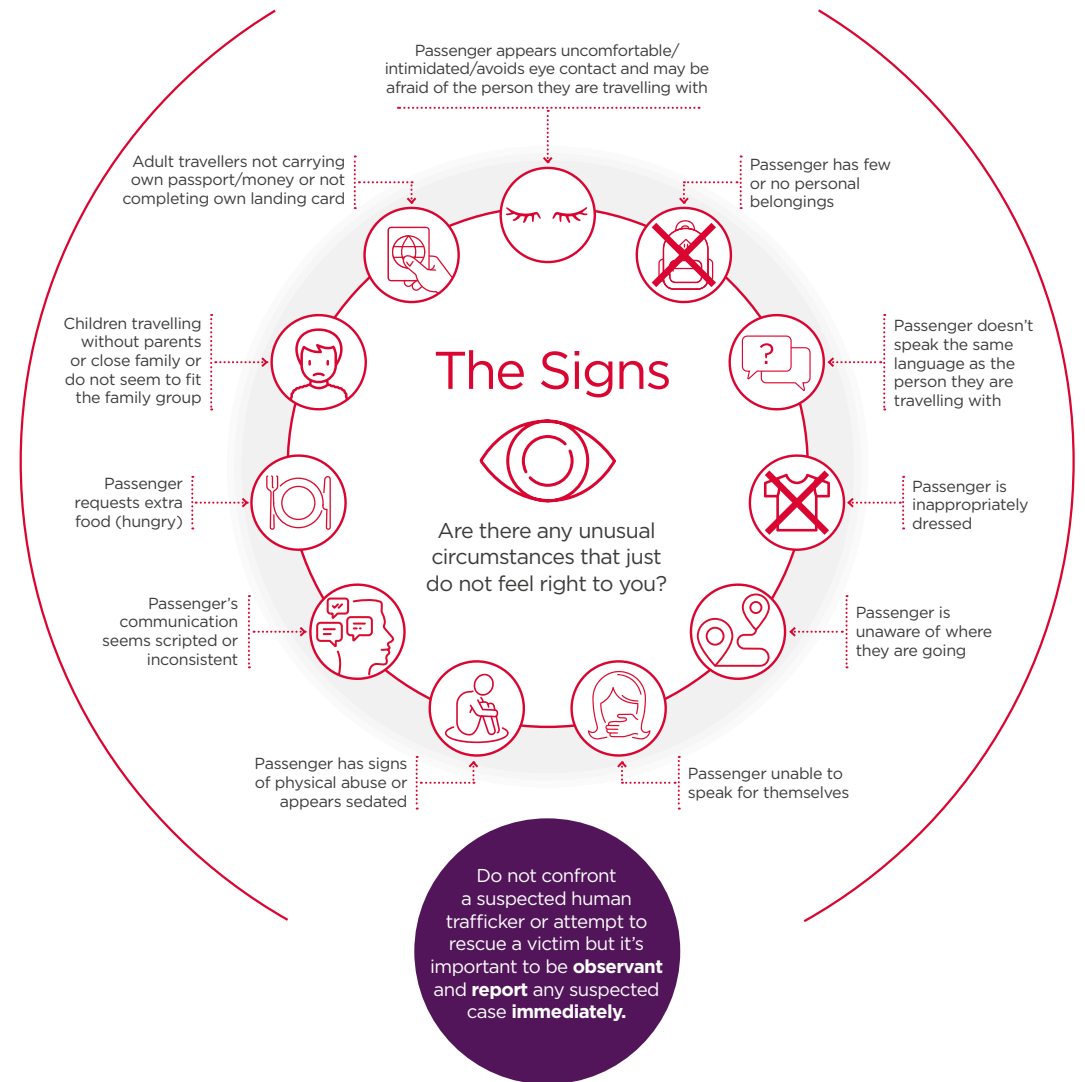 Passenger appears uncomfortable/
intimidated/avoids eye contact and may be
afraid of the person they are travelling with
Adult travellers not carrying
own passport/money or not
completing own landing card
Passenger has few
or no personal
belongings
Children travelling
without parents
or close family or
do not seem to fit
the family group
Passenger doesn't
speak the same
language as the
person they are
travelling with
?
The Signs
Passenger
requests extra
food (hungry)
Passenger is
inappropriately
dressed
Are there any unusual
circumstances that just
do not feel right to you?
Passenger's
communication
seems scripted or
inconsistent
Passenger is
unaware of where
they are going
Passenger has signs
of physical abuse or
appears sedated
Passenger unable to
speak for themselves
Do not confront
a suspected human
trafficker or attempt to
rescue a victim but it's
important to be observant
and report any suspected
case immediately.